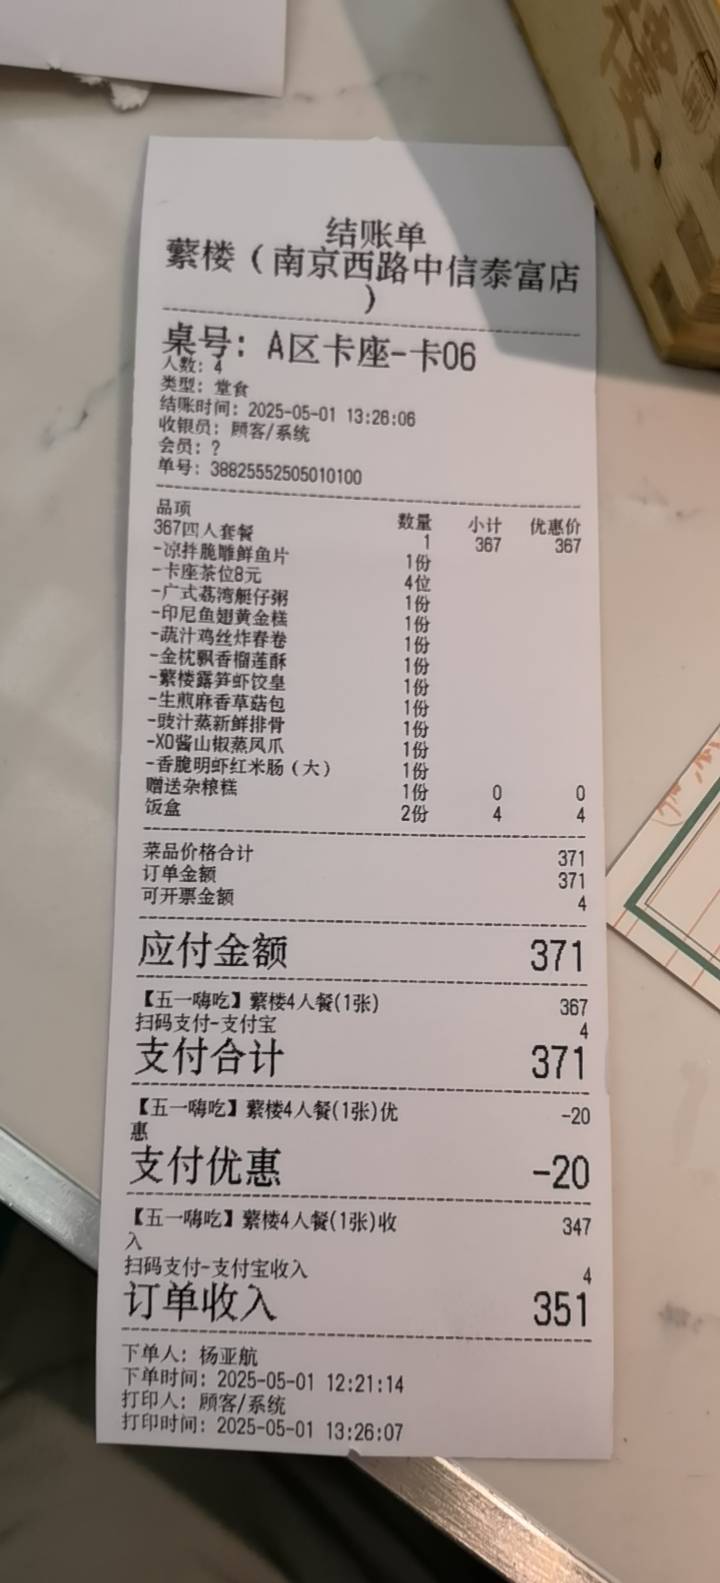 结账单
蘩楼（南京西路中信泰富店
）
桌号: A区卡座-卡06
人数: 4
类型: 堂食
结账时间: 2025-05-01 13:26:06
收银员: 顾客/系统
会员: ?
单号: 38825552505010100
品项 数量 小计 优惠价
367四人套餐 1 367 367
-凉拌脆雕鲜鱼片 1份
-卡座茶位8元 4位
-广式荔湾艇仔粥 1份
-印尼鱼翅黄金糕 1份
-蔬汁鸡丝炸春卷 1份
-金枕飘香榴莲酥 1份
-蘩楼露笋虾饺皇 1份
-生煎麻香草菇包 1份
-豉汁蒸新鲜排骨 1份
-XO酱山椒蒸凤爪 1份
-香脆明虾红米肠（大） 1份
赠送杂粮糕 1份 0 0
饭盒 2份 4 4
菜品价格合计 371
订单金额 371
可开票金额 4
应付金额 371
【五一嗨吃】蘩楼4人餐(1张) 367
扫码支付-支付宝 4
支付合计 371
【五一嗨吃】蘩楼4人餐(1张)优 -20
惠
支付优惠 -20
【五一嗨吃】蘩楼4人餐(1张)收 347
入
扫码支付-支付宝收入 4
订单收入 351
下单人: 杨亚航
下单时间: 2025-05-01 12:21:14
打印人: 顾客/系统
打印时间: 2025-05-01 13:26:07